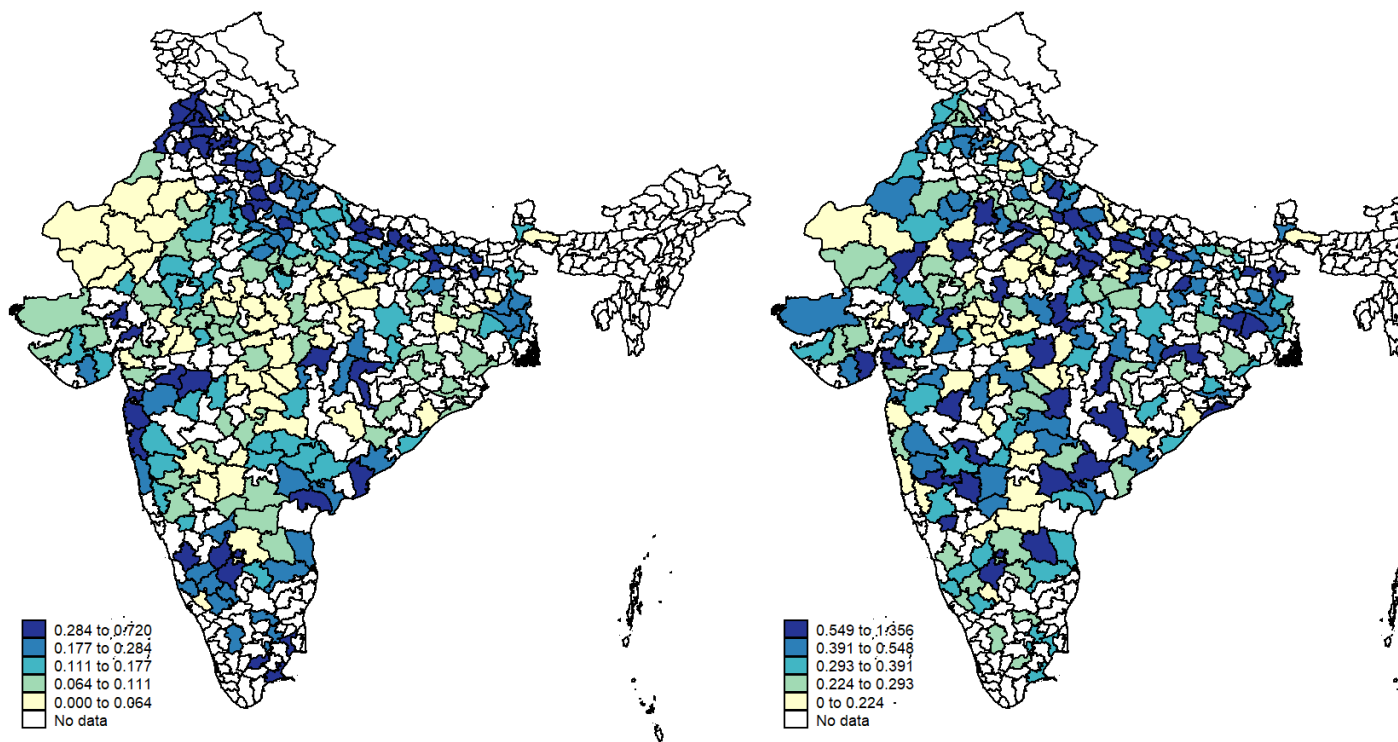 0.284 to 0.720
0.177 to 0.284
0.111 to 0.177
0.064 to 0.111
0.000 to 0.064
No data
0.549 to 1.356
0.391 to 0.548
0.293 to 0.391
0.224 to 0.293
0 to 0.224
No data